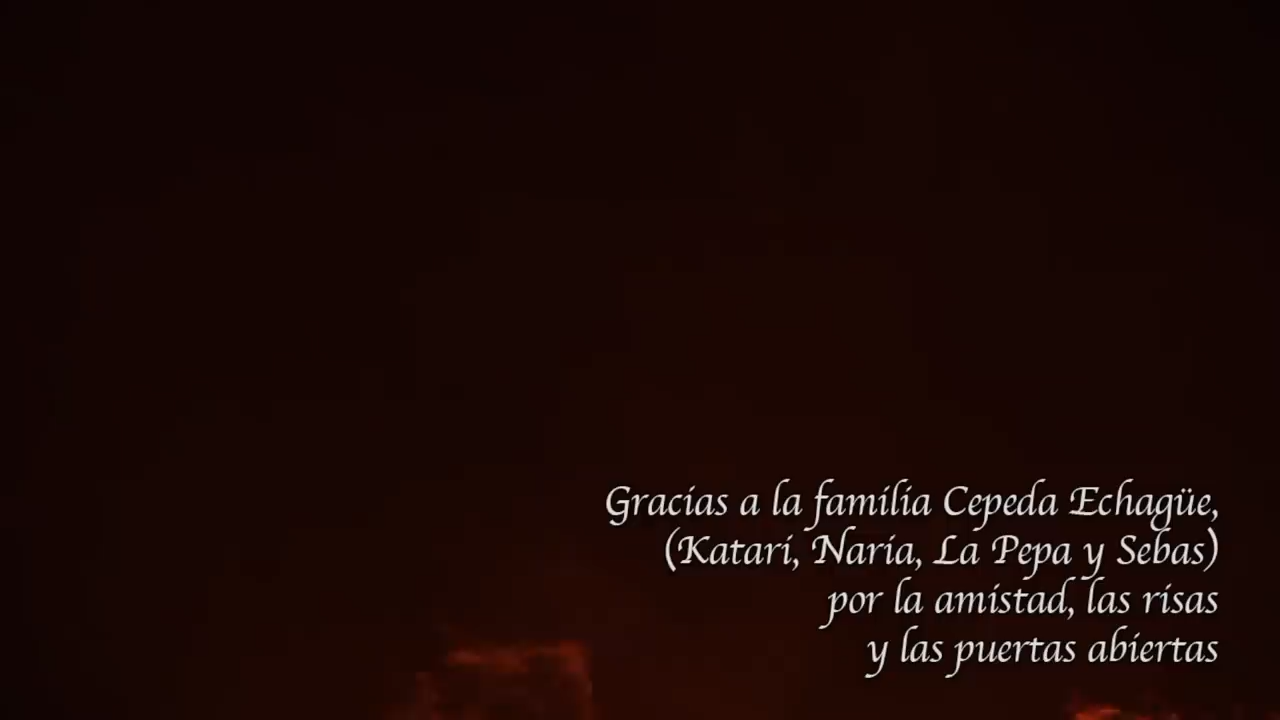 Gracias a la familia Cepeda Echagüe,
(Katari, Naria, La Pepa y Sebas)
por la amistad, las risas
y las puertas abiertas